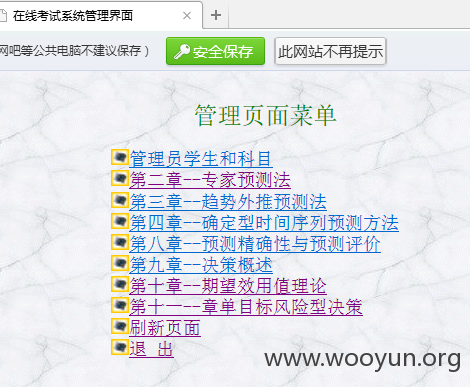 在线考试系统管理界面
网吧等公共电脑不建议保存）
安全保存
此网站不再提示
管理页面菜单
管理员学生和科目
第二章--专家预测法
第三章--趋势外推预测法
第四章--确定型时间序列预测方法
第八章--预测精确性与预测评价
第九章--决策概述
第十章--期望效用值理论
第十一--章单目标风险型决策
刷新页面
退 出
www.wooyun.org